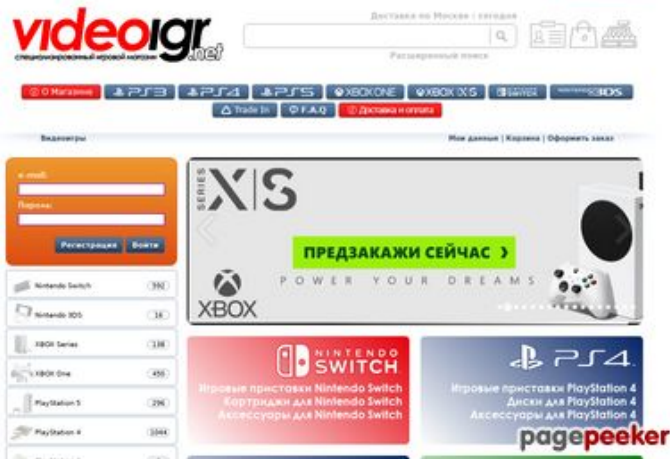 videoigr
.net
специализированный игровой магазин
Доставка по Москве : сегодня
Расширенный поиск
О Магазине PS3 PS4 PS5 XBOX ONE XBOX X|S SWITCH NINTENDO 3DS
Trade In F.A.Q Доставка и оплата
Видеоигры Мои данные | Корзина | Оформить заказ
e-mail:
Пароль:
Регистрация Войти
Nintendo Switch (592)
Nintendo 3DS (16)
XBOX Series (138)
XBOX One (450)
PlayStation 5 (296)
PlayStation 4 (1044)
SERIES X|S
ПРЕДЗАКАЖИ СЕЙЧАС
POWER YOUR DREAMS
XBOX
NINTENDO
SWITCH
Игровые приставки Nintendo Switch
Картриджи для Nintendo Switch
Аксессуары для Nintendo Switch
PS4
Игровые приставки PlayStation 4
Диски для PlayStation 4
Аксессуары для PlayStation 4
pagepeeker